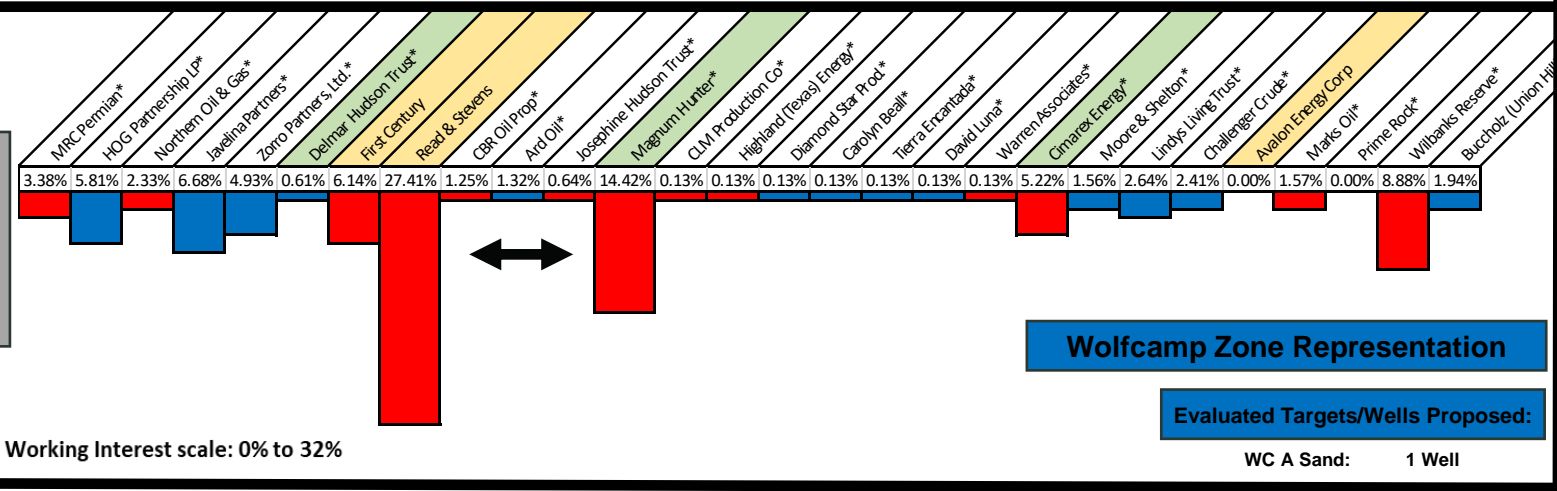 MRC Permian*
HOG Partnership LP*
Northern Oil & Gas*
Javelina Partners*
Zorro Partners, Ltd.*
Delmar Hudson Trust*
First Century
Read & Stevens
CBR Oil Prop*
Ard Oil*
Josephine Hudson Trust*
Magnum Hunter*
CLM Production Co*
Highland (Texas) Energy*
Diamond Star Prod.*
Carolyn Beall*
Tierra Encantada*
David Luna*
Warren Associates*
Cimarex Energy*
Moore & Shelton*
Lindys Living Trust*
Challenger Crude*
Avalon Energy Corp
Marks Oil*
Prime Rock*
Wilbanks Reserve*
Buccholz (Union Hill
3.38% 5.81% 2.33% 6.68% 4.93% 0.61% 6.14% 27.41% 1.25% 1.32% 0.64% 14.42% 0.13% 0.13% 0.13% 0.13% 0.13% 0.13% 0.13% 5.22% 1.56% 2.64% 2.41% 0.00% 1.57% 0.00% 8.88% 1.94%
Wolfcamp Zone Representation
Evaluated Targets/Wells Proposed:
Working Interest scale: 0% to 32%
WC A Sand: 1 Well